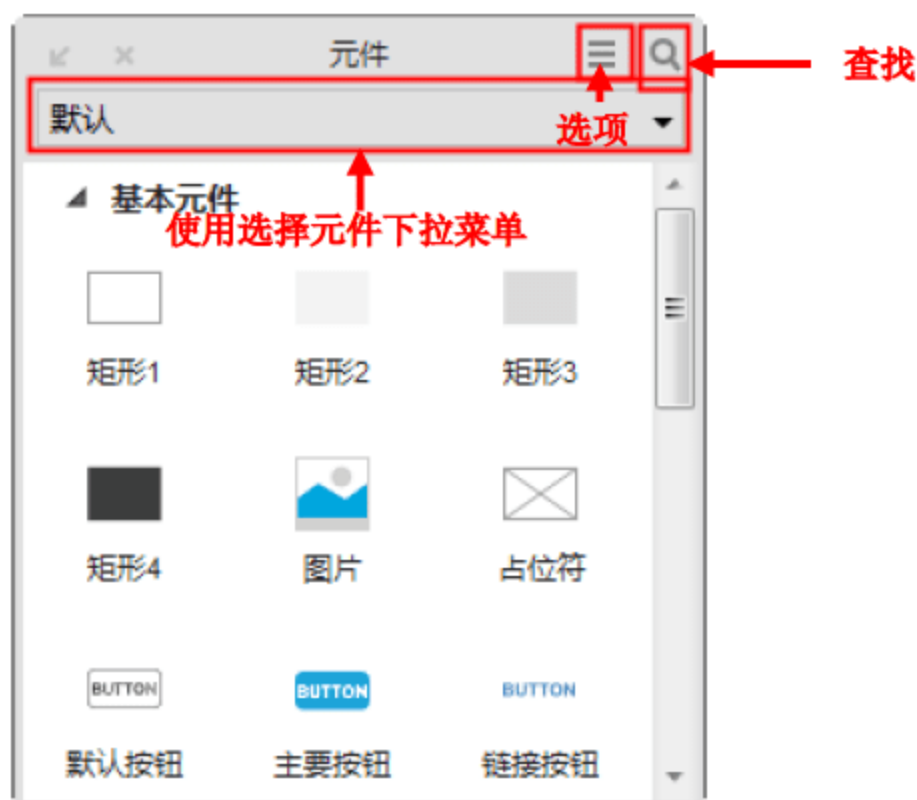 元件
查找
默认
选项
基本元件
使用选择元件下拉菜单
矩形1
矩形2
矩形3
矩形4
图片
占位符
BUTTON
BUTTON
BUTTON
默认按钮
主要按钮
链接按钮